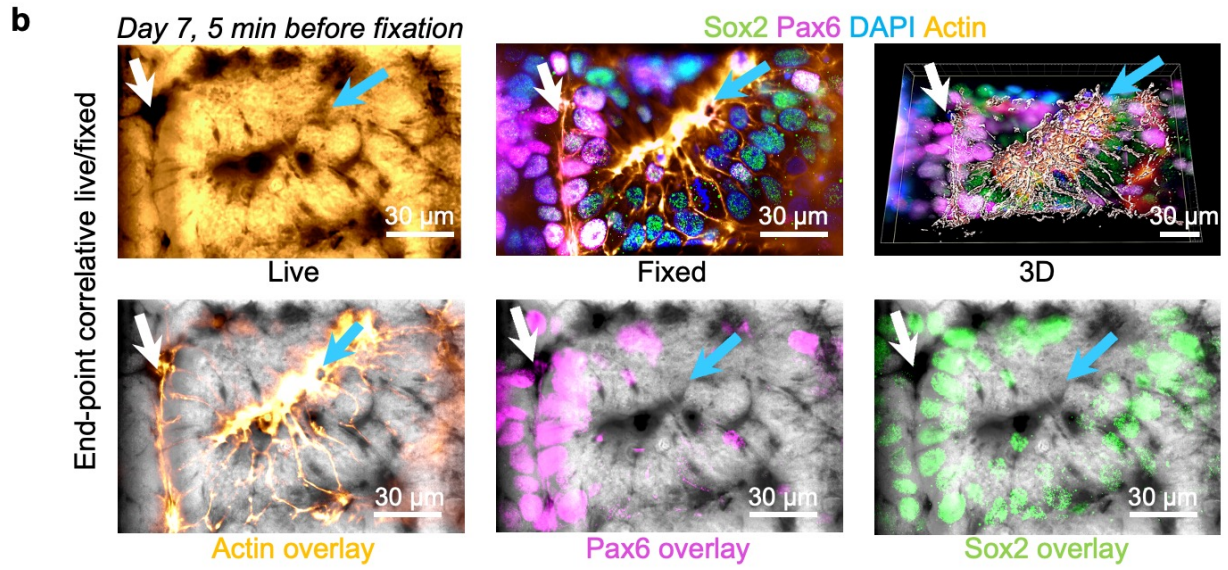 b
Day 7, 5 min before fixation
Sox2 Pax6 DAPI Actin
End-point correlative live/fixed
30 µm
30 µm
30 µm
Live
Fixed
3D
30 µm
30 µm
30 µm
Actin overlay
Pax6 overlay
Sox2 overlay